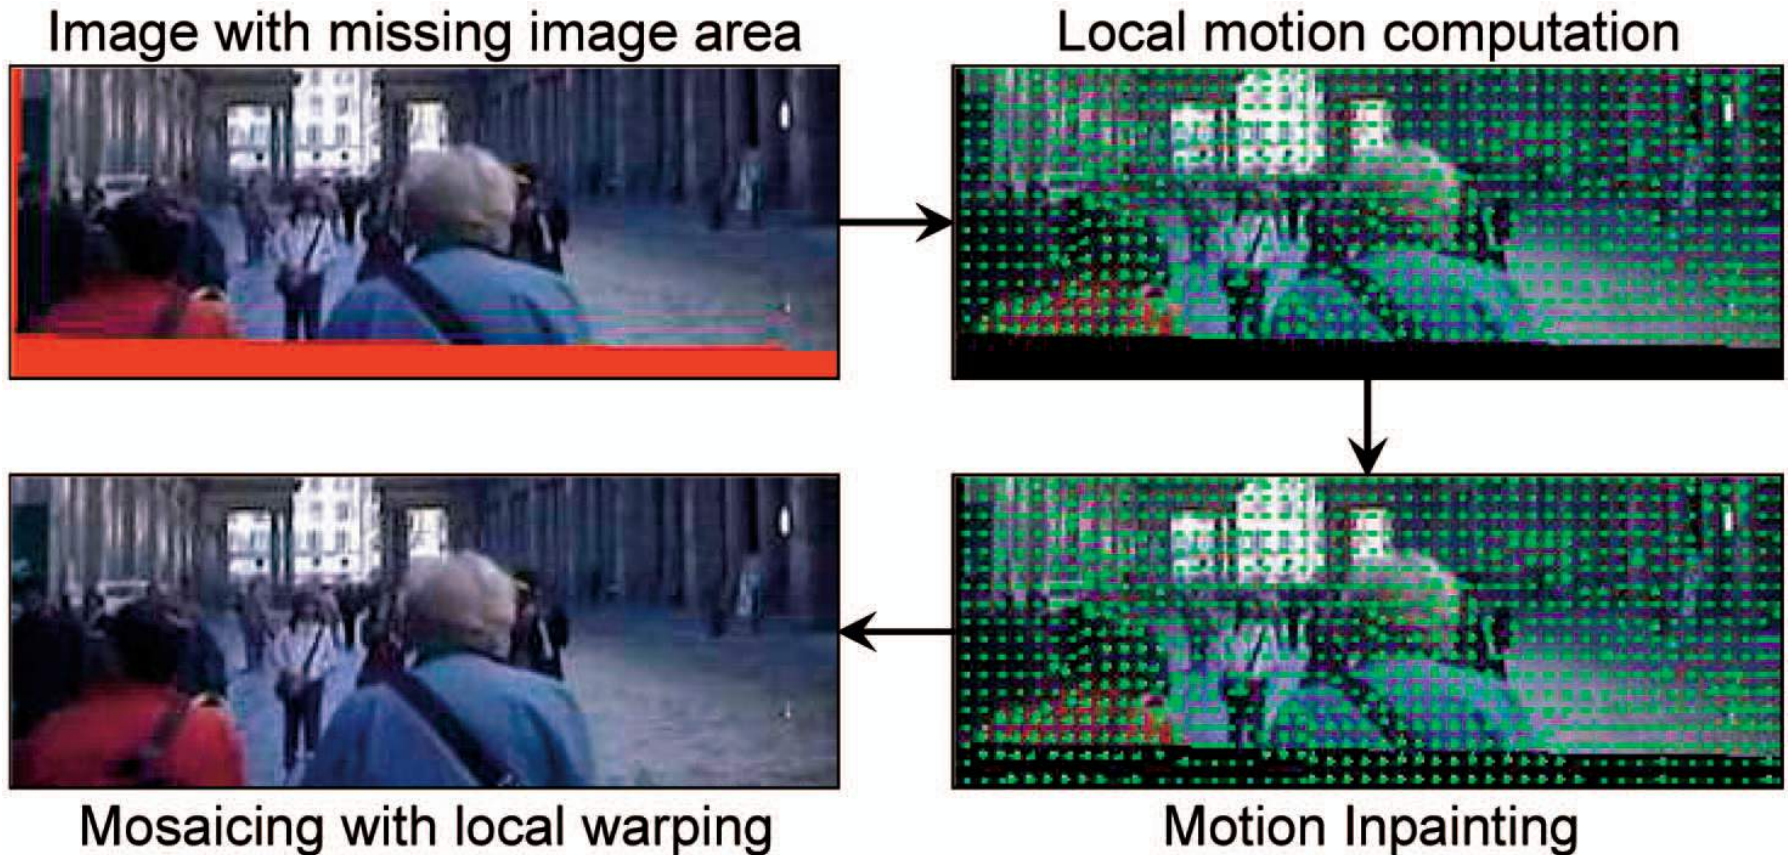 Image with missing image area
Local motion computation
Mosaicing with local warping
Motion Inpainting